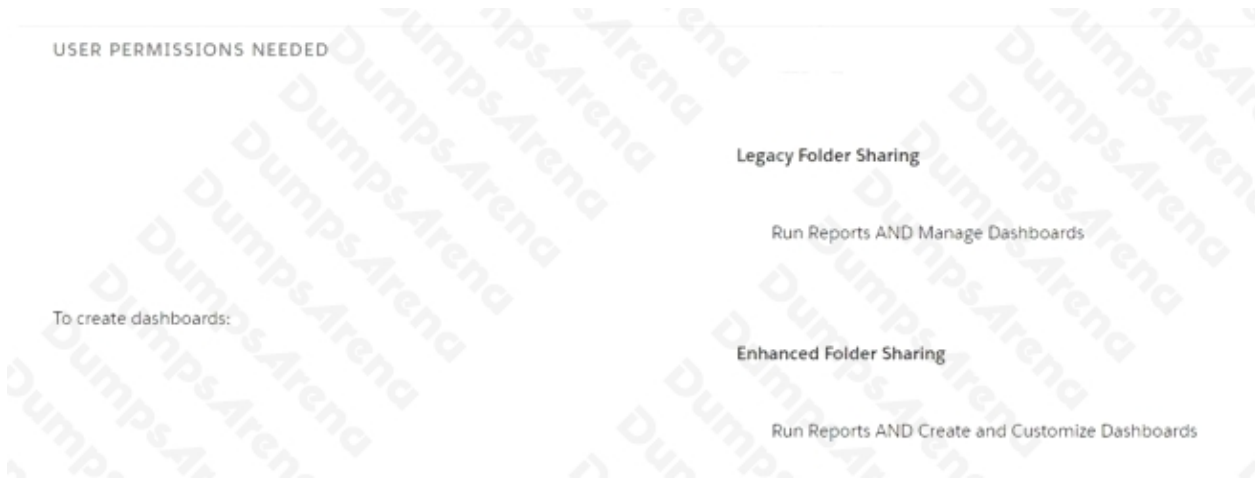 USER PERMISSIONS NEEDED
Legacy Folder Sharing
Run Reports AND Manage Dashboards
To create dashboards:
Enhanced Folder Sharing
Run Reports AND Create and Customize Dashboards
DumpsArena